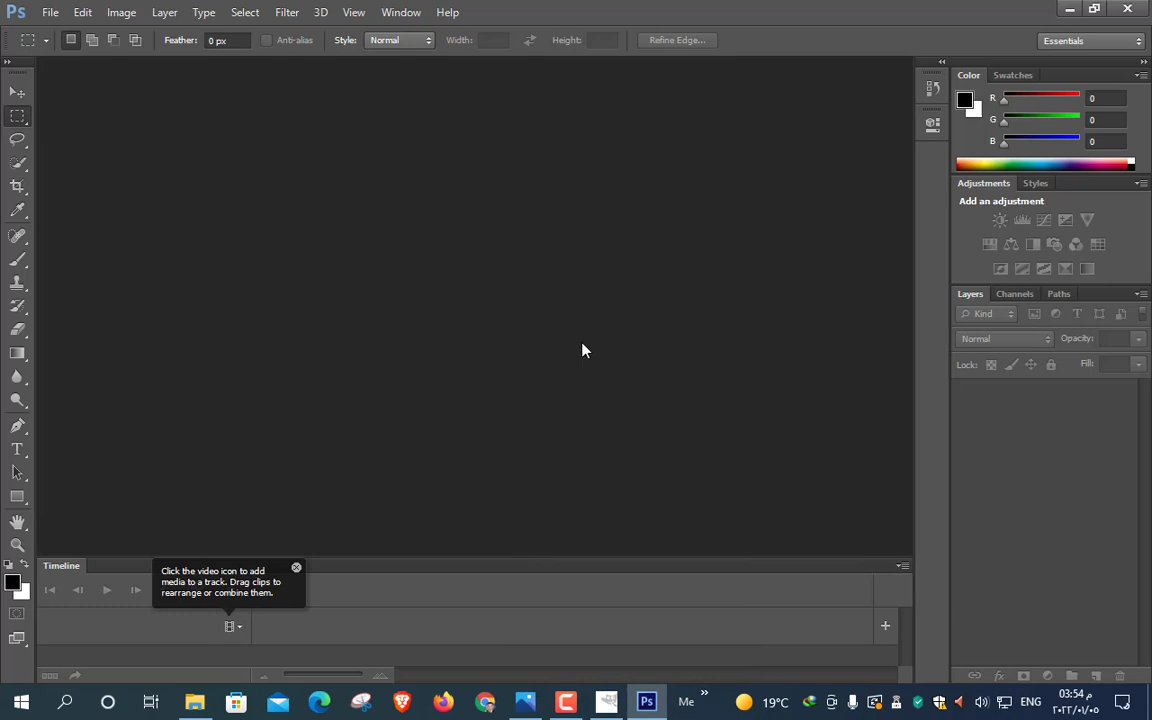 Ps File Edit Image Layer Type Select Filter 3D View Window Help
Feather: 0 px Anti-alias Style: Normal Width: Height: Refine Edge... Essentials
Color Swatches
R 0
G 0
B 0
Adjustments Styles
Add an adjustment
Layers Channels Paths
Kind
Normal Opacity:
Lock: Fill:
Timeline
Click the video icon to add
media to a track. Drag clips to
rearrange or combine them.
Ps Me 19°C ENG
03:54 م